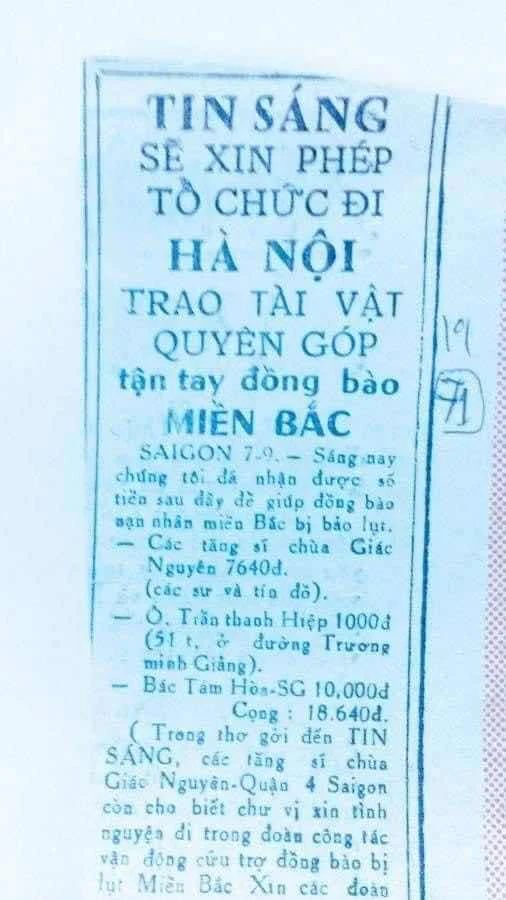 TIN SÁNG
SẼ XIN PHÉP
TỔ CHỨC ĐI
HÀ NỘI
TRAO TÀI VẬT
QUYÊN GÓP
tận tay đồng bào
MIỀN BẮC
SAIGON 7-9. — Sáng nay
chúng tôi đã nhận được số
tiền sau đây để giúp đồng bào
nạn nhân miền Bắc bị bảo lụt.
— Các tăng sĩ chùa Giác
Nguyên 7640đ.
(các sư và tín đồ).
— Ô. Trần thanh Hiệp 1000đ
(51 t. ở đường Trương
minh Giảng).
— Bác Tâm Hòa-SG 10,000đ
Cọng : 18.640đ.
( Trong thơ gởi đến TIN
SÁNG, các tăng sĩ chùa
Giác Nguyên-Quận 4 Saigon
còn cho biết chư vị xin tình
nguyện đi trong đoàn công tác
vận động cứu trợ đồng bào bị
lụt Miền Bắc Xin các đoàn
19
71